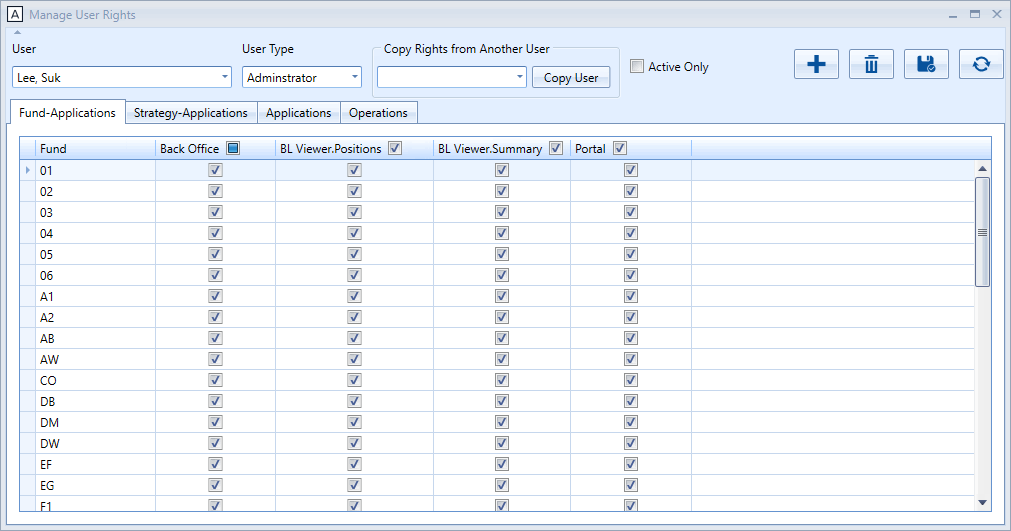 A Manage User Rights
User User Type Copy Rights from Another User
Lee, Suk Adminstrator Copy User Active Only
Fund-Applications Strategy-Applications Applications Operations
Fund Back Office BL Viewer.Positions BL Viewer.Summary Portal
01
02
03
04
05
06
A1
A2
AB
AW
CO
DB
DM
DW
EF
EG
F1